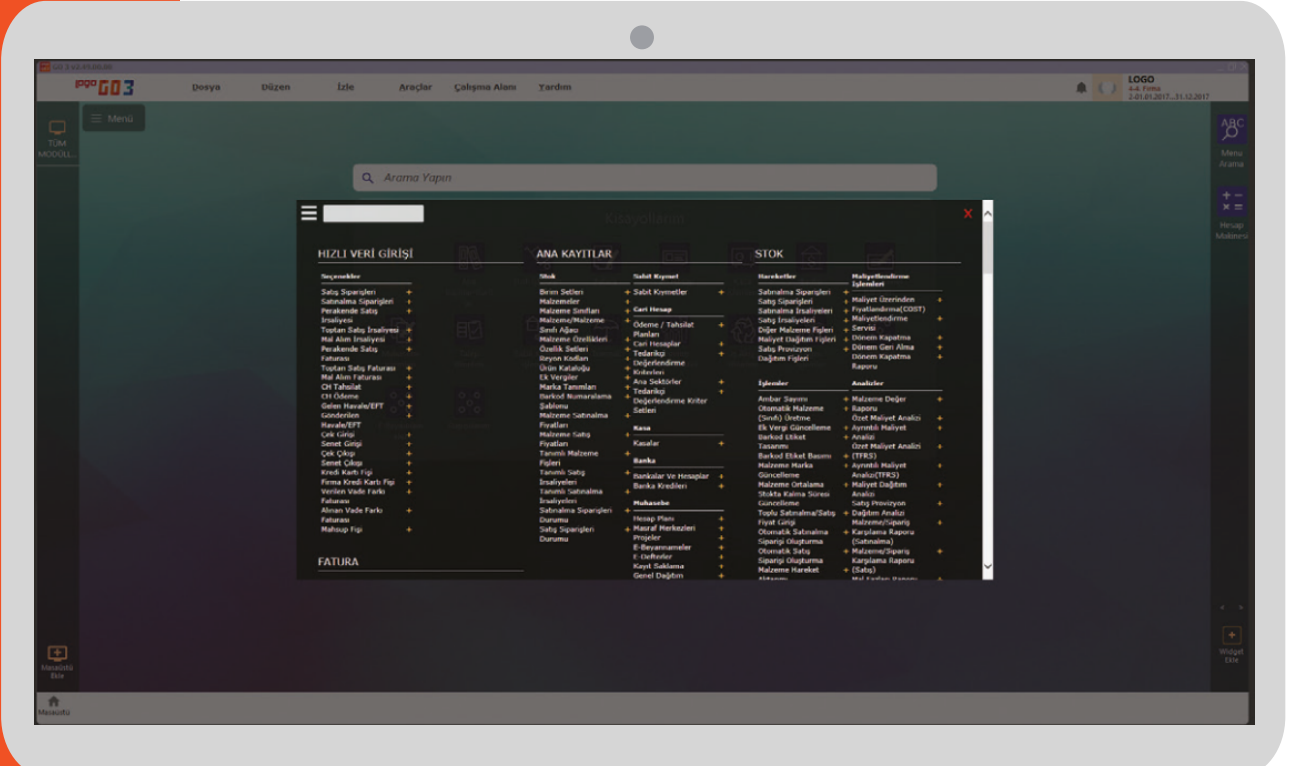 GO 3
logo GO 3
Dosya Düzen İzle Araçlar Çalışma Alanı Yardım
LOGO
4-4. Firma
2-01.01.2017...31.12.2017
Menü
TÜM
MODÜLL...
ABC
Menu
Arama
Arama Yapın
Hesap
Makinesi
X
HIZLI VERİ GİRİŞİ
Seçenekler
Satış Siparişleri +
Satınalma Siparişleri +
Perakende Satış +
İrsaliyesi
Toptan Satış İrsaliyesi +
Mal Alım İrsaliyesi +
Perakende Satış +
Faturası
Toptan Satış Faturası +
Mal Alım Faturası +
CH Tahsilat +
CH Ödeme +
Gelen Havale/EFT +
Gönderilen +
Havale/EFT
Çek Girişi +
Senet Girişi +
Çek Çıkışı +
Senet Çıkışı +
Kredi Kartı Fişi +
Firma Kredi Kartı Fişi +
Verilen Vade Farkı +
Faturası
Alınan Vade Farkı +
Faturası
Mahsup Fişi +
FATURA
ANA KAYITLAR
Stok
Birim Setleri +
Malzemeler +
Malzeme Sınıfları +
Malzeme/Malzeme +
Sınıfı Ağacı
Malzeme Özellikleri +
Özellik Setleri +
Reyon Kodları +
Ürün Kataloğu +
Ek Vergiler +
Marka Tanımları +
Barkod Numaralama +
Şablonu
Malzeme Satınalma +
Fiyatları
Malzeme Satış +
Fiyatları
Tanımlı Malzeme +
Fişleri
Tanımlı Satış +
İrsaliyeleri
Tanımlı Satınalma +
İrsaliyeleri
Satınalma Siparişleri +
Durumu
Satış Siparişleri +
Durumu
Sabit Kıymet
Sabit Kıymetler +
Cari Hesap
Ödeme / Tahsilat +
Planları
Cari Hesaplar +
Tedarikçi +
Değerlendirme
Kriterleri
Ana Sektörler +
Tedarikçi +
Değerlendirme Kriter
Setleri
Kasa
Kasalar +
Banka
Bankalar Ve Hesaplar +
Banka Kredileri +
Muhasebe
Hesap Planı +
Masraf Merkezleri +
Projeler +
E-Beyannameler +
E-Defterler +
Kayıt Saklama +
Genel Dağıtım +
STOK
Hareketler
Satınalma Siparişleri +
Satış Siparişleri +
Satınalma İrsaliyeleri +
Satış İrsaliyeleri +
Diğer Malzeme Fişleri +
Maliyet Dağıtım Fişleri +
Satış Provizyon +
Dağıtım Fişleri
İşlemler
Ambar Sayımı +
Otomatik Malzeme +
(Sınıfı) Üretme
Ek Vergi Güncelleme +
Barkod Etiket +
Tasarımı
Barkod Etiket Basımı +
Malzeme Marka +
Güncelleme
Malzeme Ortalama +
Stokta Kalma Süresi
Güncelleme
Toplu Satınalma/Satış +
Fiyat Girişi
Otomatik Satınalma +
Siparişi Oluşturma
Otomatik Satış +
Siparişi Oluşturma
Malzeme Hareket +
Aktarımı
Maliyetlendirme
İşlemleri
Maliyet Üzerinden +
Fiyatlandırma(COST)
Maliyetlendirme +
Servisi
Dönem Kapatma +
Dönem Geri Alma +
Dönem Kapatma +
Raporu
Analizler
Malzeme Değer +
Raporu
Özet Maliyet Analizi +
Ayrıntılı Maliyet +
Analizi
Özet Maliyet Analizi +
(TFRS)
Ayrıntılı Maliyet +
Analizi(TFRS)
Maliyet Dağıtım +
Analizi
Satış Provizyon +
Dağıtım Analizi
Malzeme/Sipariş +
Karşılama Raporu
(Satınalma)
Malzeme/Sipariş +
Karşılama Raporu
(Satış)
Mal Fazlası Raporu +
Masaüstü
Ekle
Widget
Ekle
Masaüstü